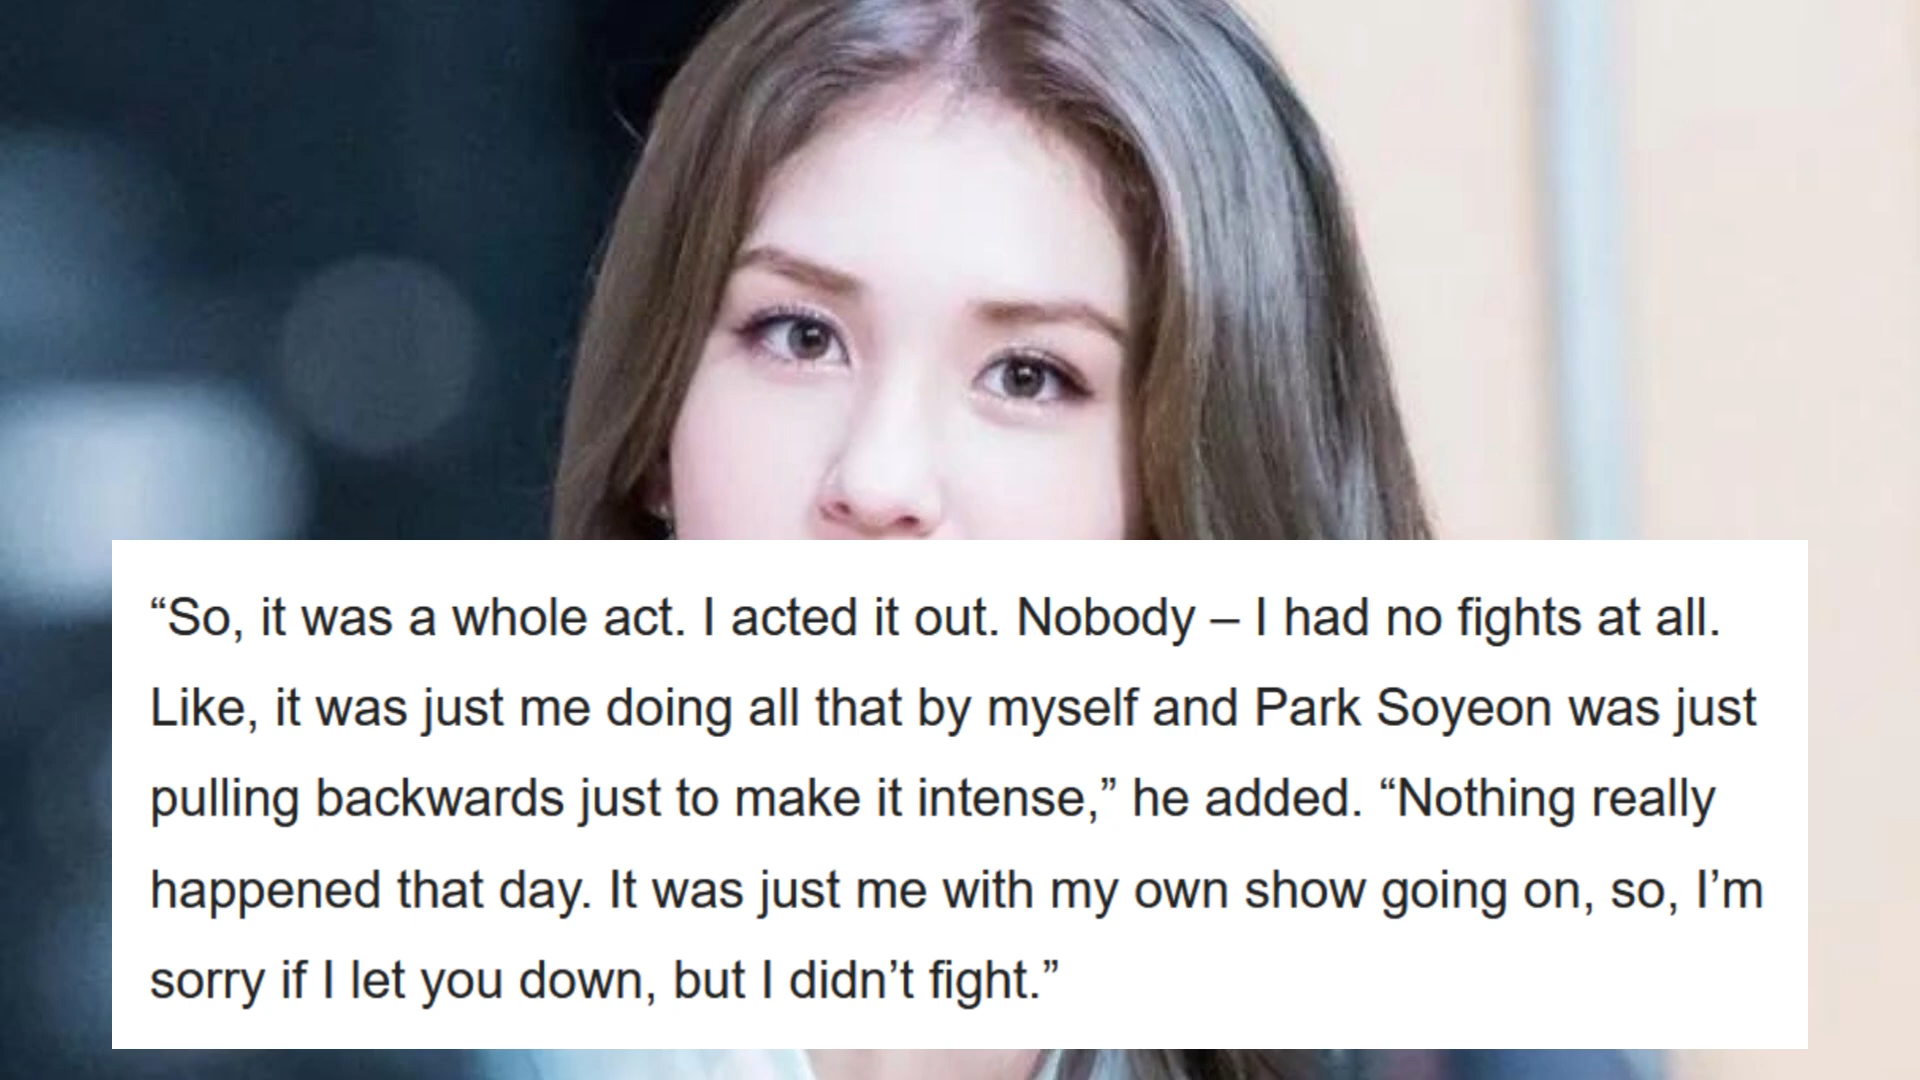 “So, it was a whole act. I acted it out. Nobody – I had no fights at all.
Like, it was just me doing all that by myself and Park Soyeon was just
pulling backwards just to make it intense,” he added. “Nothing really
happened that day. It was just me with my own show going on, so, I’m
sorry if I let you down, but I didn’t fight.”